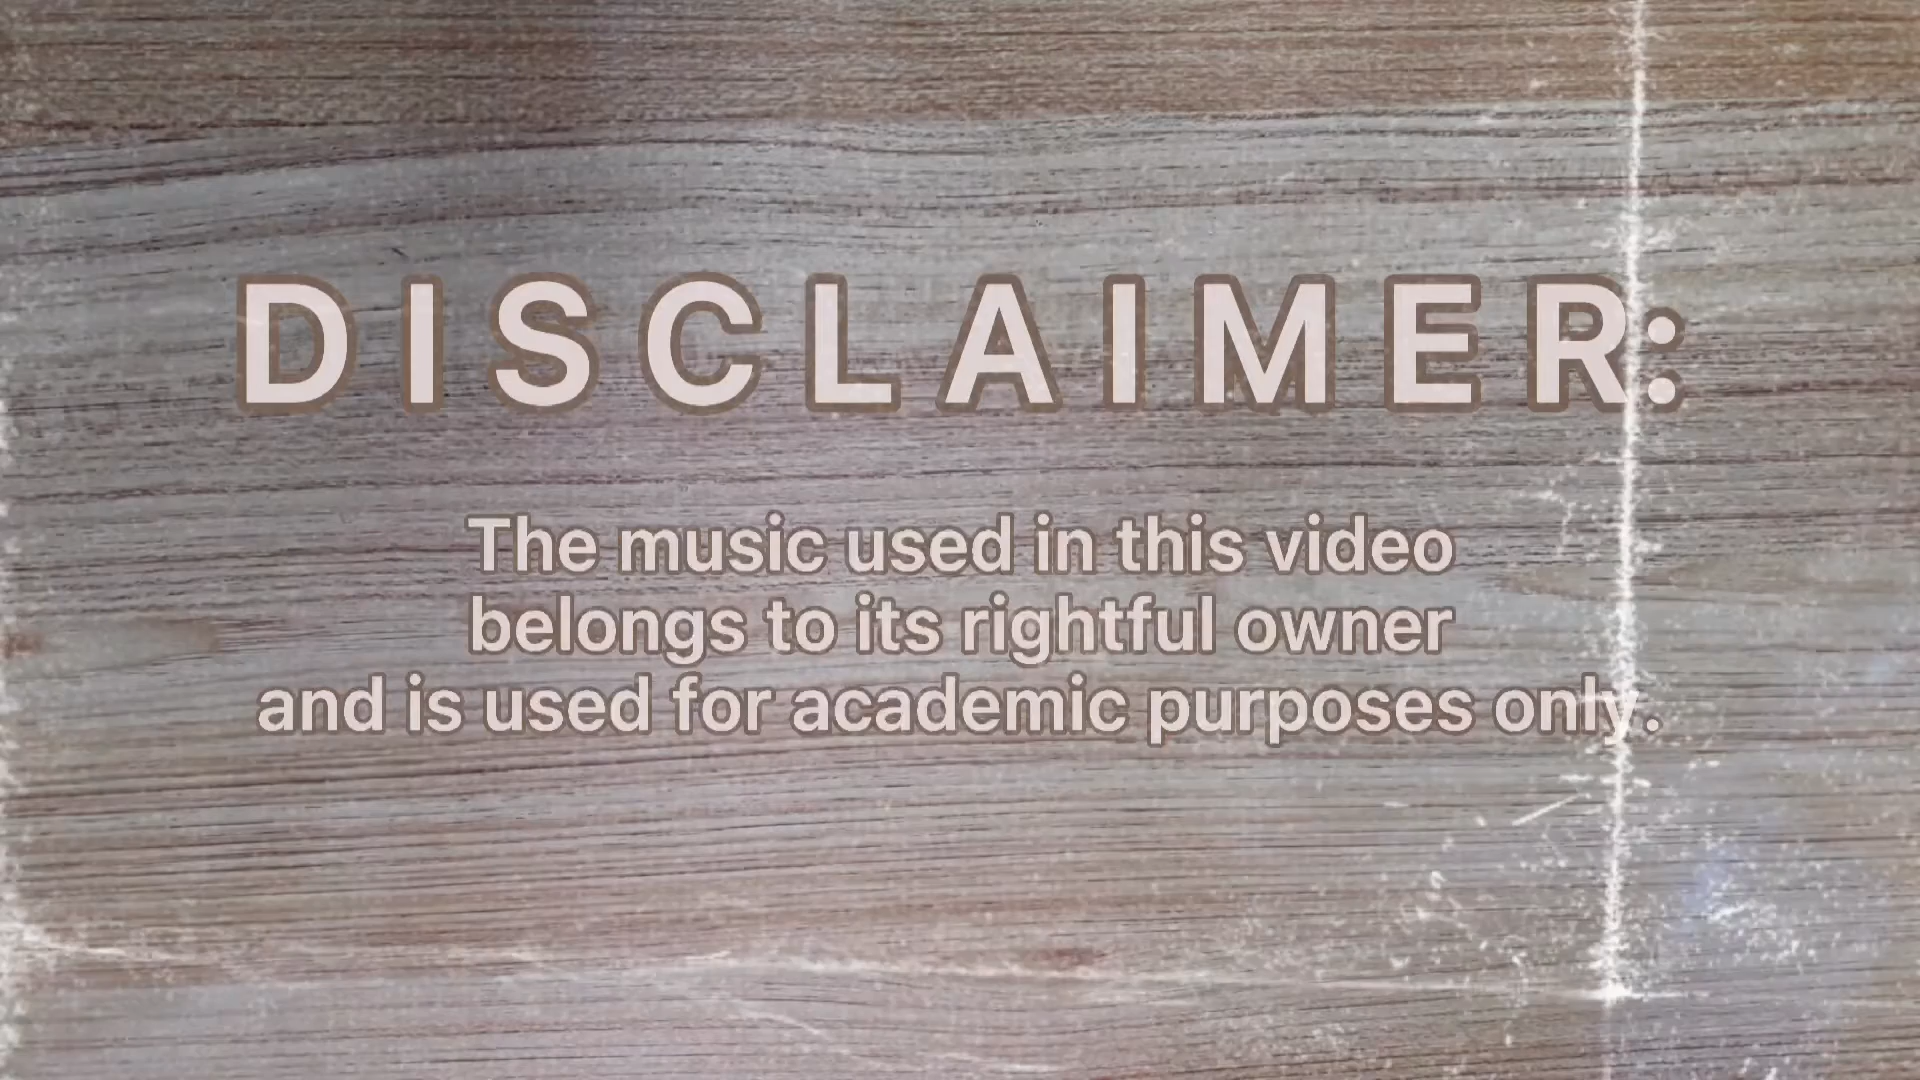 DISCLAIMER:
The music used in this video
belongs to its rightful owner
and is used for academic purposes only.